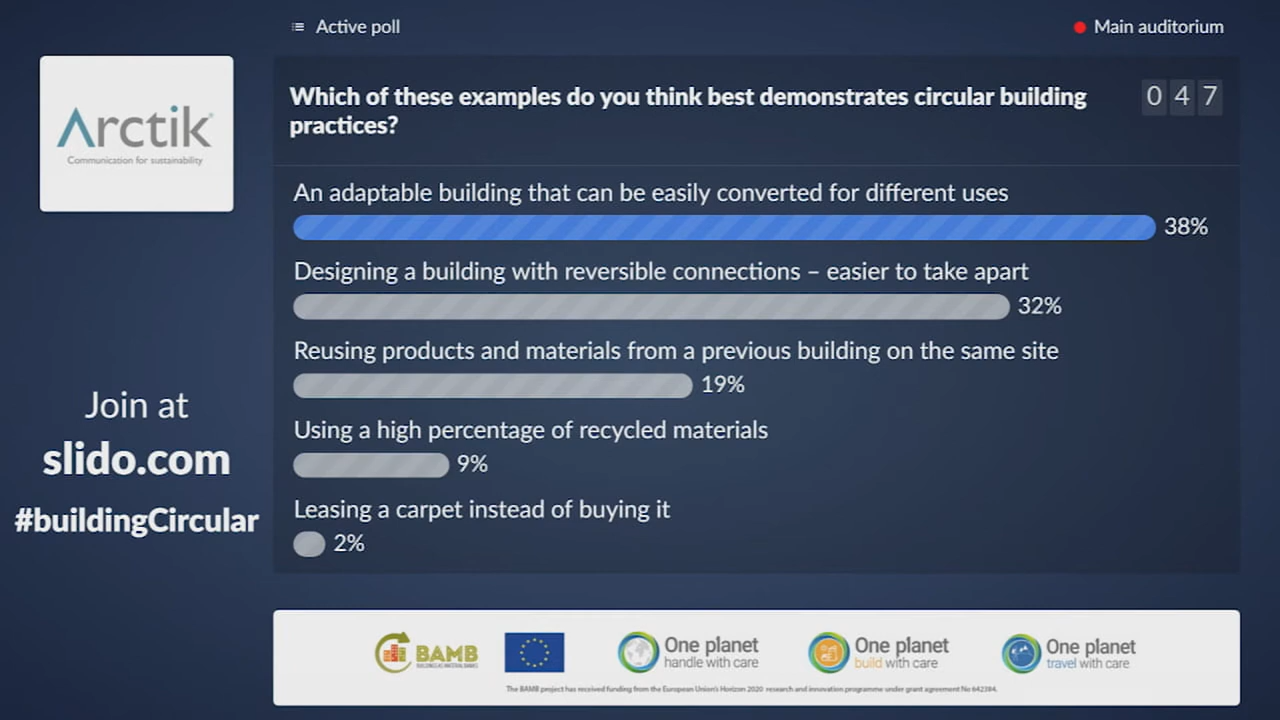 Active poll
Main auditorium
Arctik
Communication for sustainability
Which of these examples do you think best demonstrates circular building
practices?
047
An adaptable building that can be easily converted for different uses
38%
Designing a building with reversible connections – easier to take apart
32%
Reusing products and materials from a previous building on the same site
19%
Using a high percentage of recycled materials
9%
Leasing a carpet instead of buying it
2%
Join at
slido.com
#buildingCircular
BAMB
BUILDINGS AS MATERIAL BANKS
One planet
handle with care
One planet
build with care
One planet
travel with care
The BAMB project has received funding from the European Union's Horizon 2020 research and innovation programme under grant agreement No 642384.